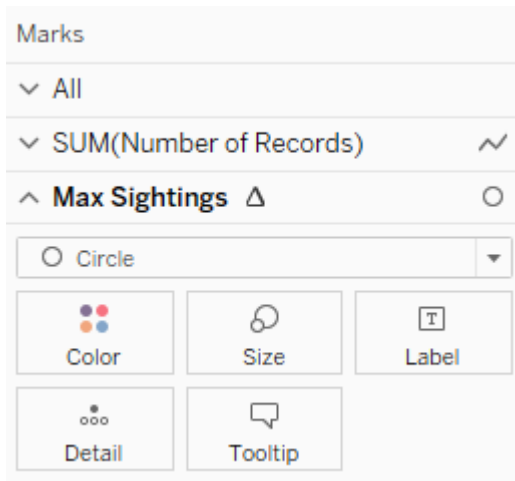 Marks
All
SUM(Number of Records)
Max Sightings Δ
Circle
Color Size Label
Detail Tooltip